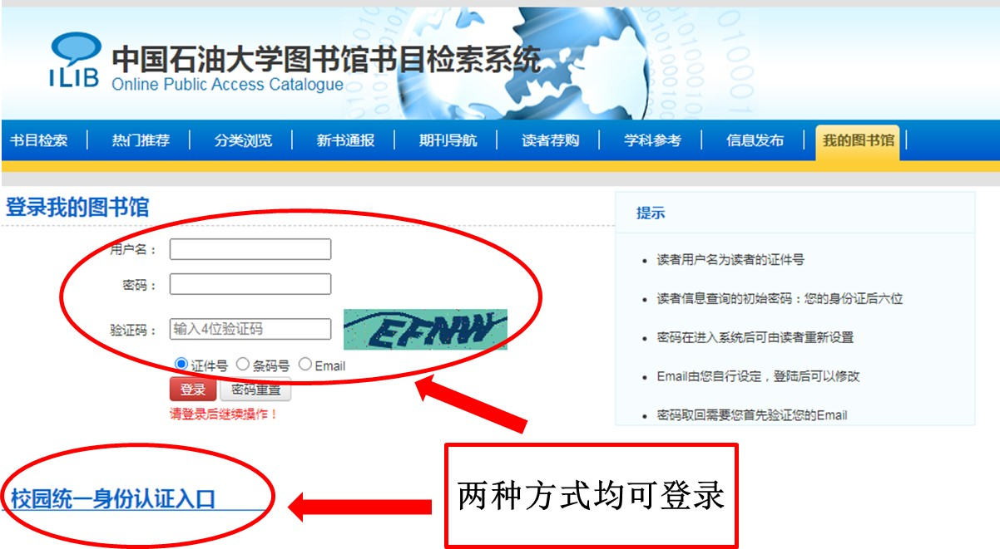 ILIB
中国石油大学图书馆书目检索系统
Online Public Access Catalogue
书目检索 热门推荐 分类浏览 新书通报 期刊导航 读者荐购 学科参考 信息发布 我的图书馆
登录我的图书馆
用户名：
密码：
验证码： 输入4位验证码 EFNW
证件号 条码号 Email
登录 密码重置
请登录后继续操作！
提示
• 读者用户名为读者的证件号
• 读者信息查询的初始密码：您的身份证后六位
• 密码在进入系统后可由读者重新设置
• Email由您自行设定，登陆后可以修改
• 密码取回需要您首先验证您的Email
校园统一身份认证入口
两种方式均可登录